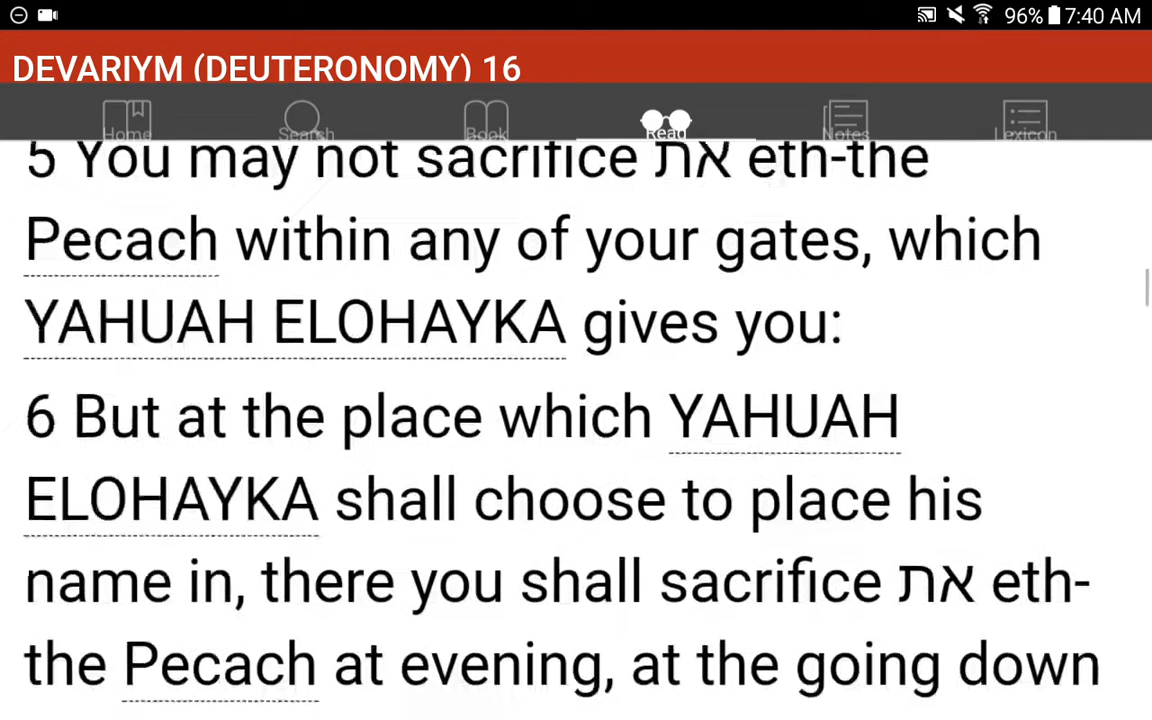 96% 7:40 AM
DEVARIYM (DEUTERONOMY) 16
Home Search Book Read Notes Lexicon
5 You may not sacrifice את eth-the
Pecach within any of your gates, which
YAHUAH ELOHAYKA gives you:
6 But at the place which YAHUAH
ELOHAYKA shall choose to place his
name in, there you shall sacrifice את eth-
the Pecach at evening, at the going down